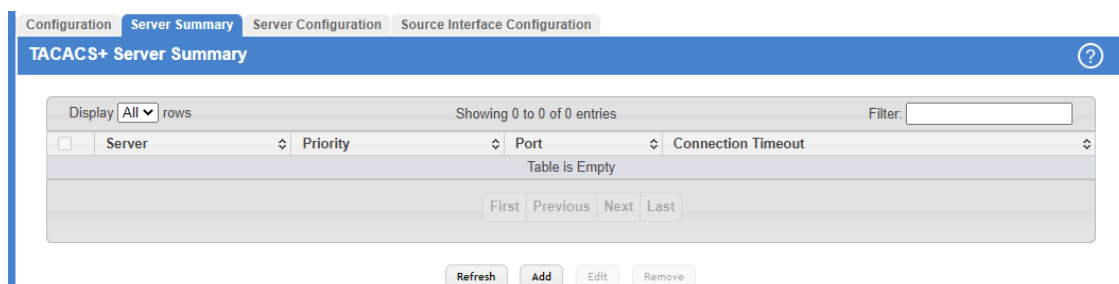 Configuration Server Summary Server Configuration Source Interface Configuration
TACACS+ Server Summary ?
Display All rows Showing 0 to 0 of 0 entries Filter:
Server Priority Port Connection Timeout
Table is Empty
First Previous Next Last
Refresh Add Edit Remove